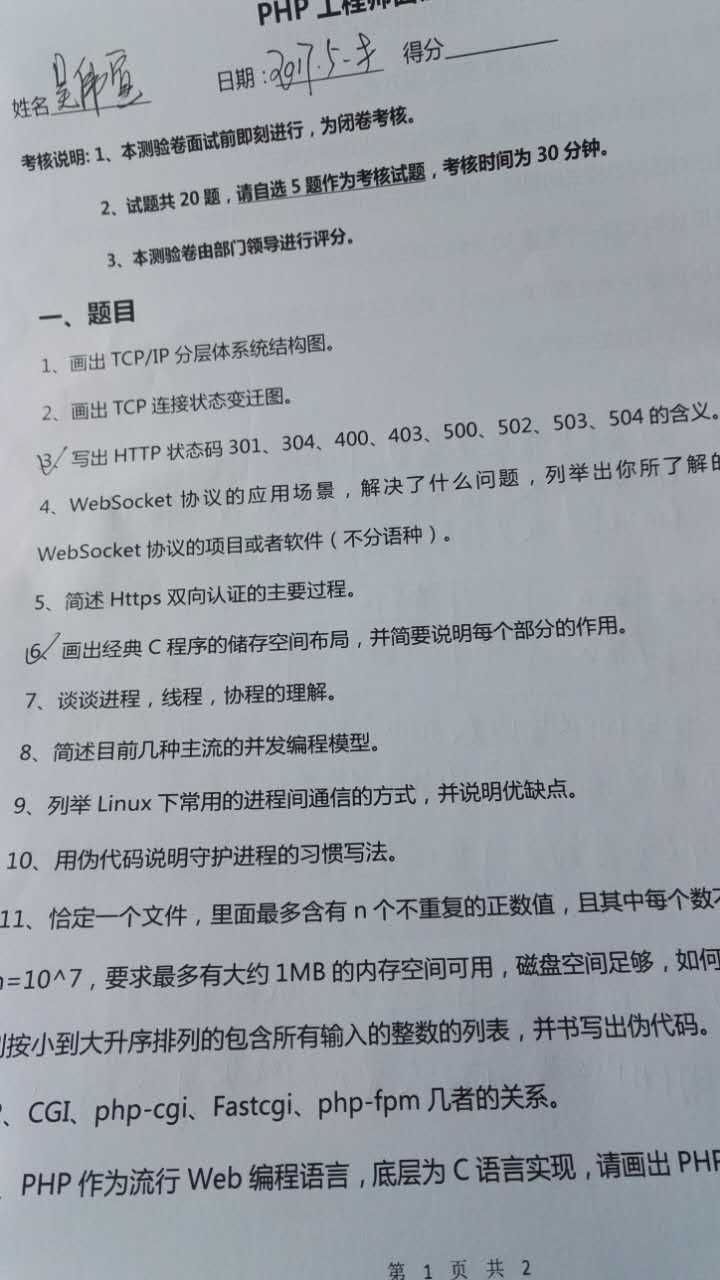 PHP 工程师
姓名 吴伟宣 日期：2017.5 得分
考核说明: 1、本测验卷面试前即刻进行，为闭卷考核。
2、试题共 20 题，请自选 5 题作为考核试题，考核时间为 30 分钟。
3、本测验卷由部门领导进行评分。
一、题目
1、画出 TCP/IP 分层体系统结构图。
2、画出 TCP 连接状态变迁图。
3、写出 HTTP 状态码 301、304、400、403、500、502、503、504 的含义。
4、WebSocket 协议的应用场景，解决了什么问题，列举出你所了解的
WebSocket 协议的项目或者软件（不分语种）。
5、简述 Https 双向认证的主要过程。
6、画出经典 C 程序的储存空间布局，并简要说明每个部分的作用。
7、谈谈进程，线程，协程的理解。
8、简述目前几种主流的并发编程模型。
9、列举 Linux 下常用的进程间通信的方式，并说明优缺点。
10、用伪代码说明守护进程的习惯写法。
11、恰定一个文件，里面最多含有 n 个不重复的正数值，且其中每个数
n=10^7，要求最多有大约 1MB 的内存空间可用，磁盘空间足够，如何
按小到大升序排列的包含所有输入的整数的列表，并书写出伪代码。
、CGI、php-cgi、Fastcgi、php-fpm 几者的关系。
PHP 作为流行 Web 编程语言，底层为 C 语言实现，请画出 PHP
第 1 页 共 2